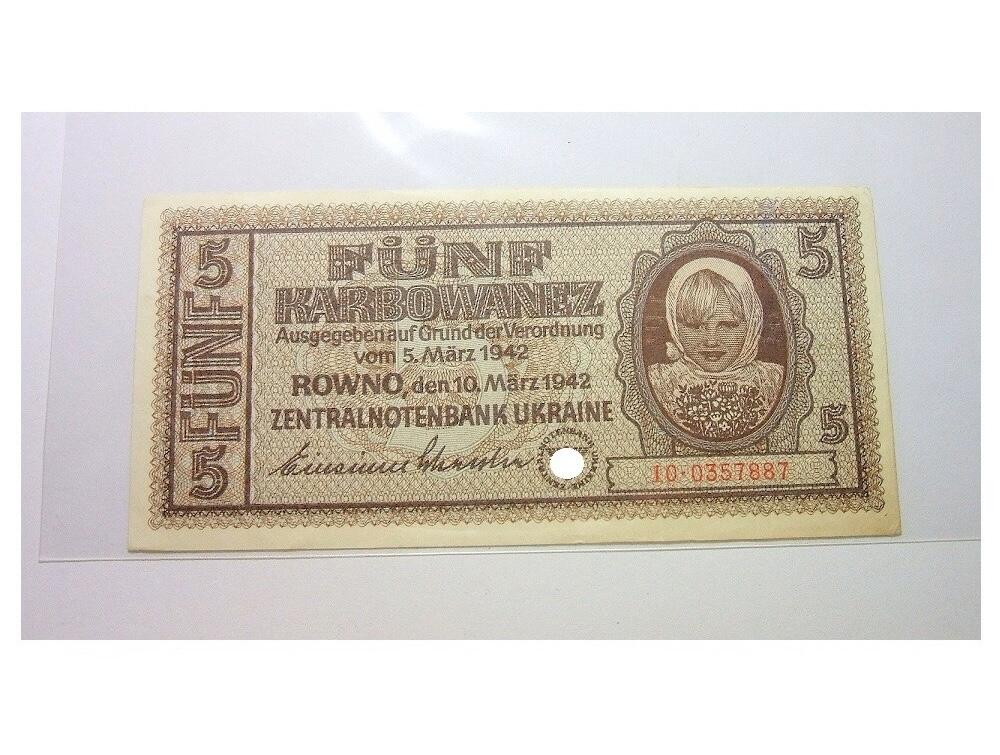 5 FÜNF 5
FÜNF
KARBOWANEZ
Ausgegeben auf Grund der Verordnung
vom 5. März 1942
ROWNO, den 10. März 1942
ZENTRALNOTENBANK UKRAINE
5
5
10·0357887